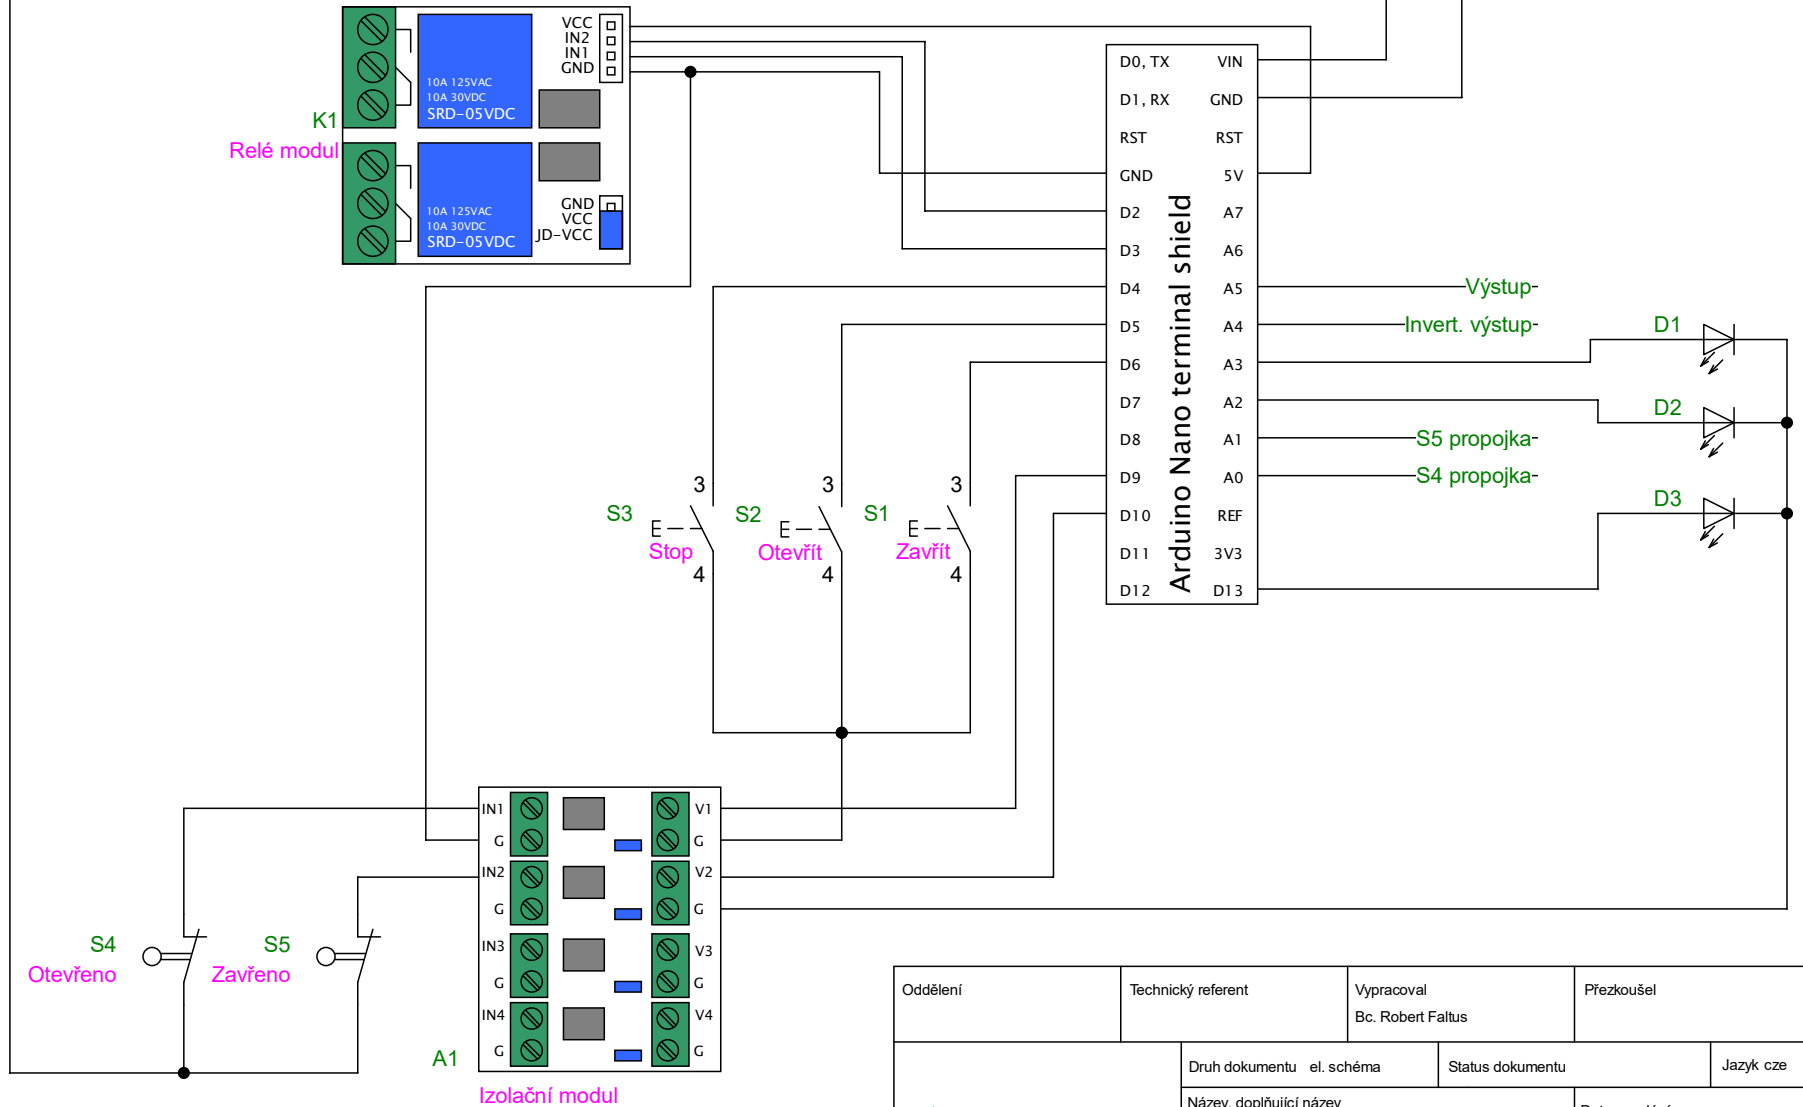 VCC
IN2
IN1
GND
10A 125VAC
10A 30VDC
SRD-05VDC
K1
Relé modul
10A 125VAC
10A 30VDC
SRD-05VDC
GND
VCC
JD-VCC
D0, TX
D1, RX
RST
GND
D2
D3
D4
D5
D6
D7
D8
D9
D10
D11
D12
Arduino Nano terminal shield
VIN
GND
RST
5V
A7
A6
A5
A4
A3
A2
A1
A0
REF
3V3
D13
Výstup
Invert. výstup
S5 propojka
S4 propojka
D1
D2
D3
3
S3
Stop
4
3
S2
Otevřít
4
3
S1
Zavřít
4
IN1
G
IN2
G
IN3
G
IN4
G
V1
G
V2
G
V3
G
V4
G
A1
Izolační modul
S4
Otevřeno
S5
Zavřeno
Oddělení
Technický referent
Vypracoval
Bc. Robert Faltus
Přezkoušel
Druh dokumentu el. schéma
Status dokumentu
Jazyk cze
Název, doplňující název